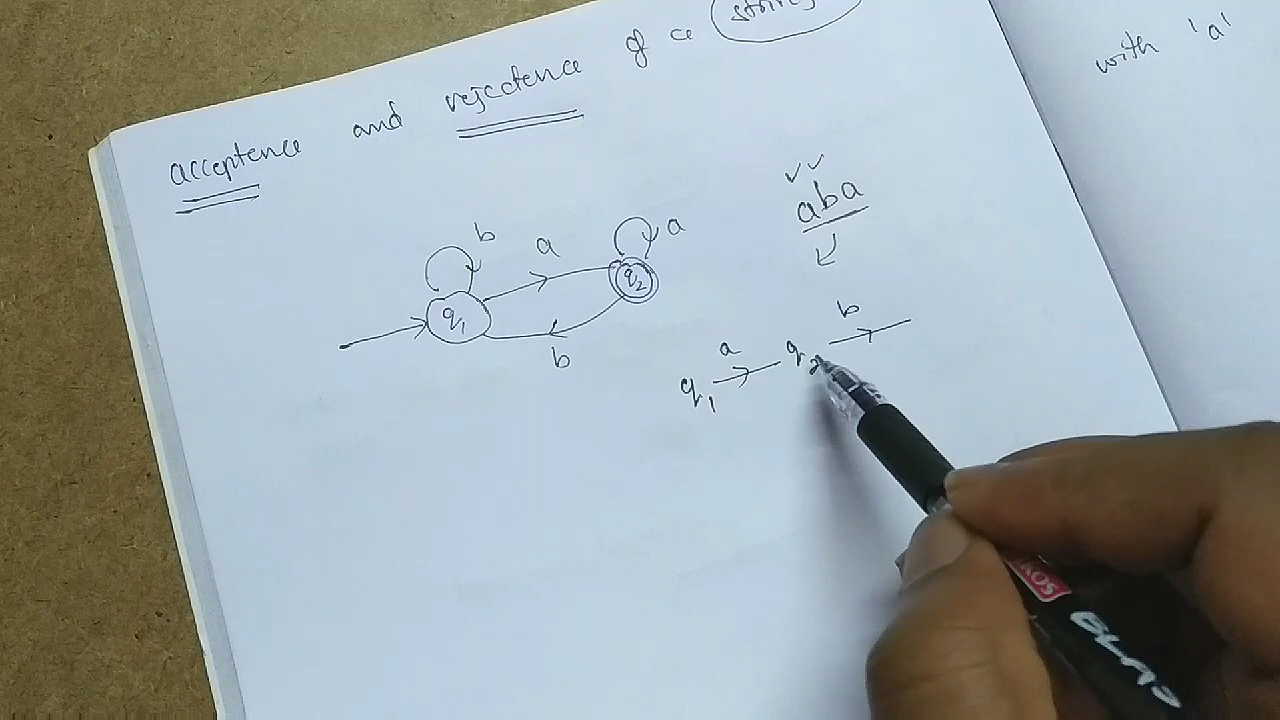 acceptence and rejectence of a string
with 'a'
aba
b a a
q1 q2
b
a b
q1 q2